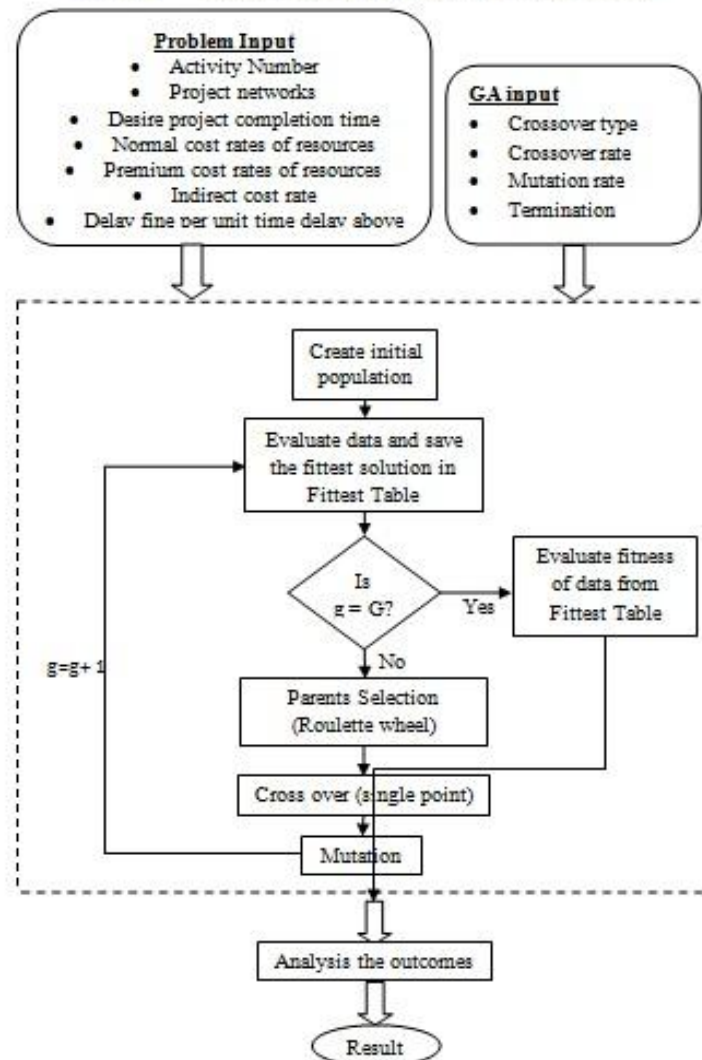 Problem Input
• Activity Number
• Project networks
• Desire project completion time
• Normal cost rates of resources
• Premium cost rates of resources
• Indirect cost rate
• Delay fine per unit time delay above
GA input
• Crossover type
• Crossover rate
• Mutation rate
• Termination
Create initial
population
Evaluate data and save
the fittest solution in
Fittest Table
Is
g = G?
Yes
Evaluate fitness
of data from
Fittest Table
No
g=g+ 1
Parents Selection
(Roulette wheel)
Cross over (single point)
Mutation
Analysis the outcomes
Result